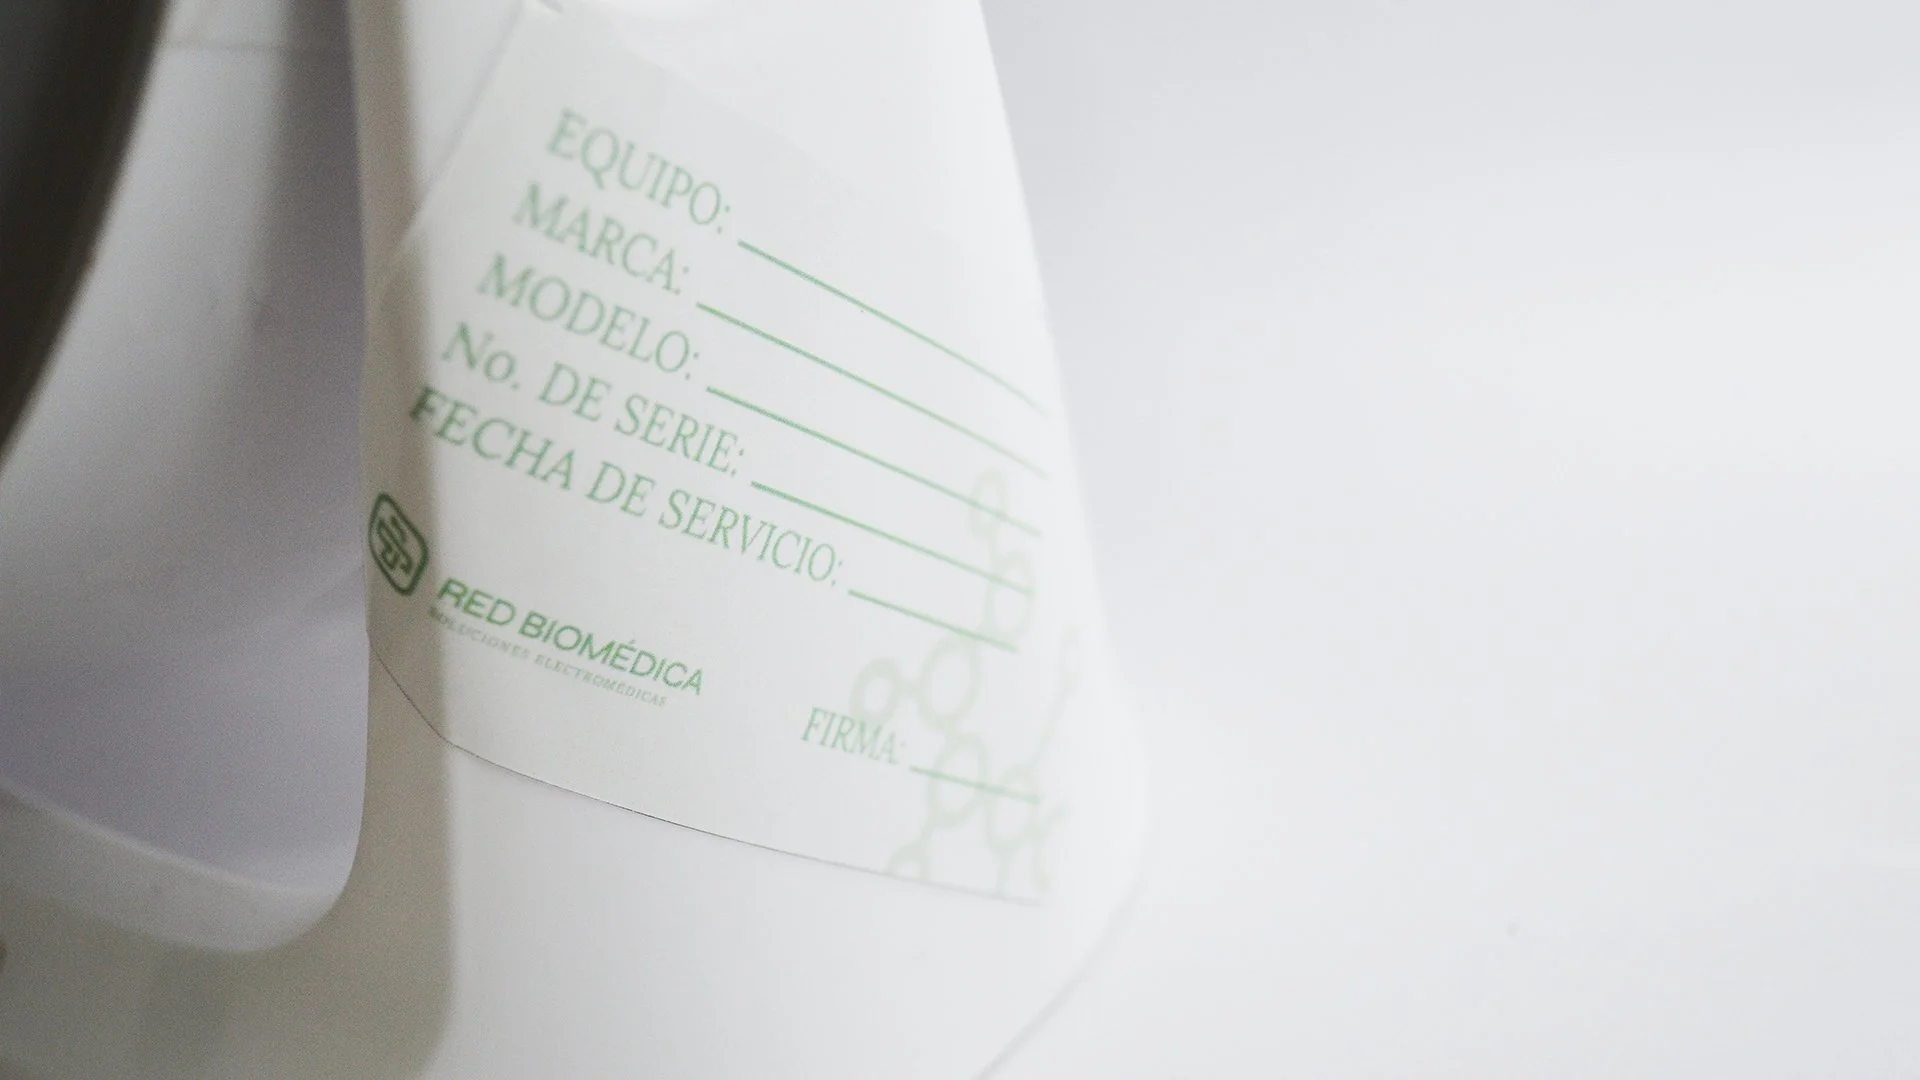 EQUIPO:
MARCA:
MODELO:
No. DE SERIE:
FECHA DE SERVICIO:
RED BIOMÉDICA
SOLUCIONES ELECTROMÉDICAS
FIRMA: